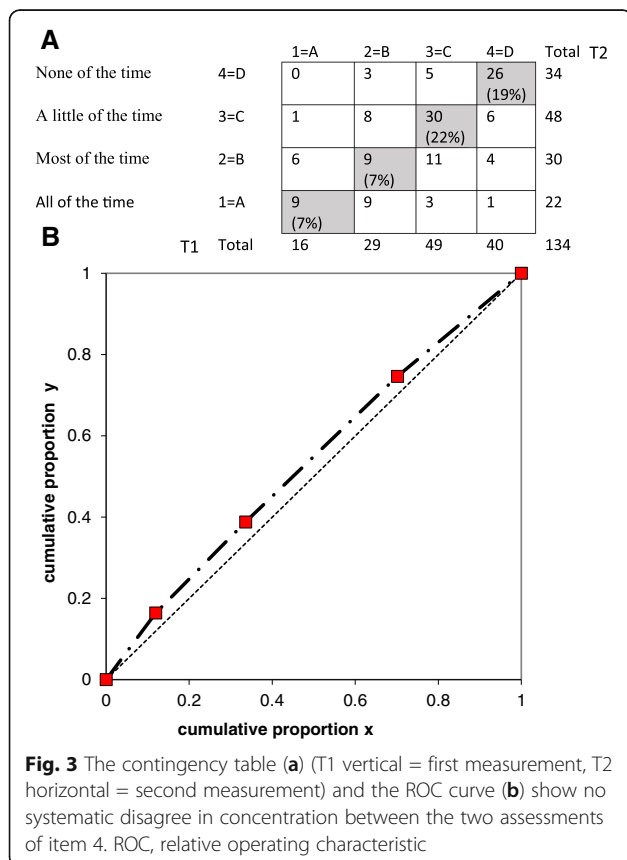 A
1=A 2=B 3=C 4=D Total T2
None of the time 4=D 0 3 5 26 (19%) 34
A little of the time 3=C 1 8 30 (22%) 6 48
Most of the time 2=B 6 9 (7%) 11 4 30
All of the time 1=A 9 (7%) 9 3 1 22
T1 Total 16 29 49 40 134
B
1
0.8
0.6
0.4
0.2
0
cumulative proportion y
0 0.2 0.4 0.6 0.8 1
cumulative proportion x
Fig. 3 The contingency table (a) (T1 vertical = first measurement, T2
horizontal = second measurement) and the ROC curve (b) show no
systematic disagree in concentration between the two assessments
of item 4. ROC, relative operating characteristic